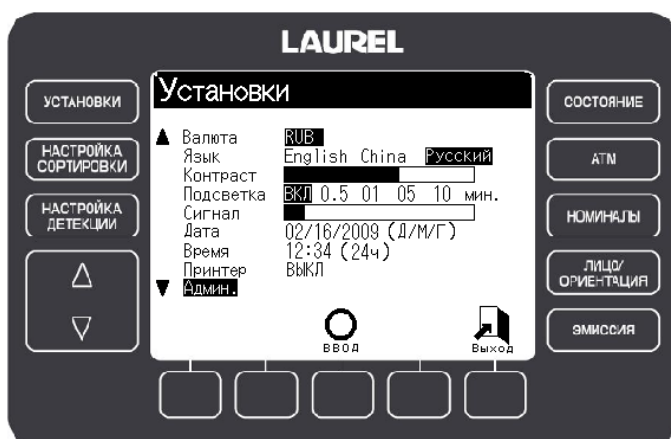 LAUREL
УСТАНОВКИ
НАСТРОЙКА
СОРТИРОВКИ
НАСТРОЙКА
ДЕТЕКЦИИ
Установки
Валюта RUB
Язык English China Русский
Контраст
Подсветка ВКЛ 0.5 01 05 10 мин.
Сигнал
Дата 02/16/2009 (Д/М/Г)
Время 12:34 (24ч)
Принтер ВЫКЛ
Админ.
ВВОД
Выход
СОСТОЯНИЕ
ATM
НОМИНАЛЫ
ЛИЦО/
ОРИЕНТАЦИЯ
ЭМИССИЯ